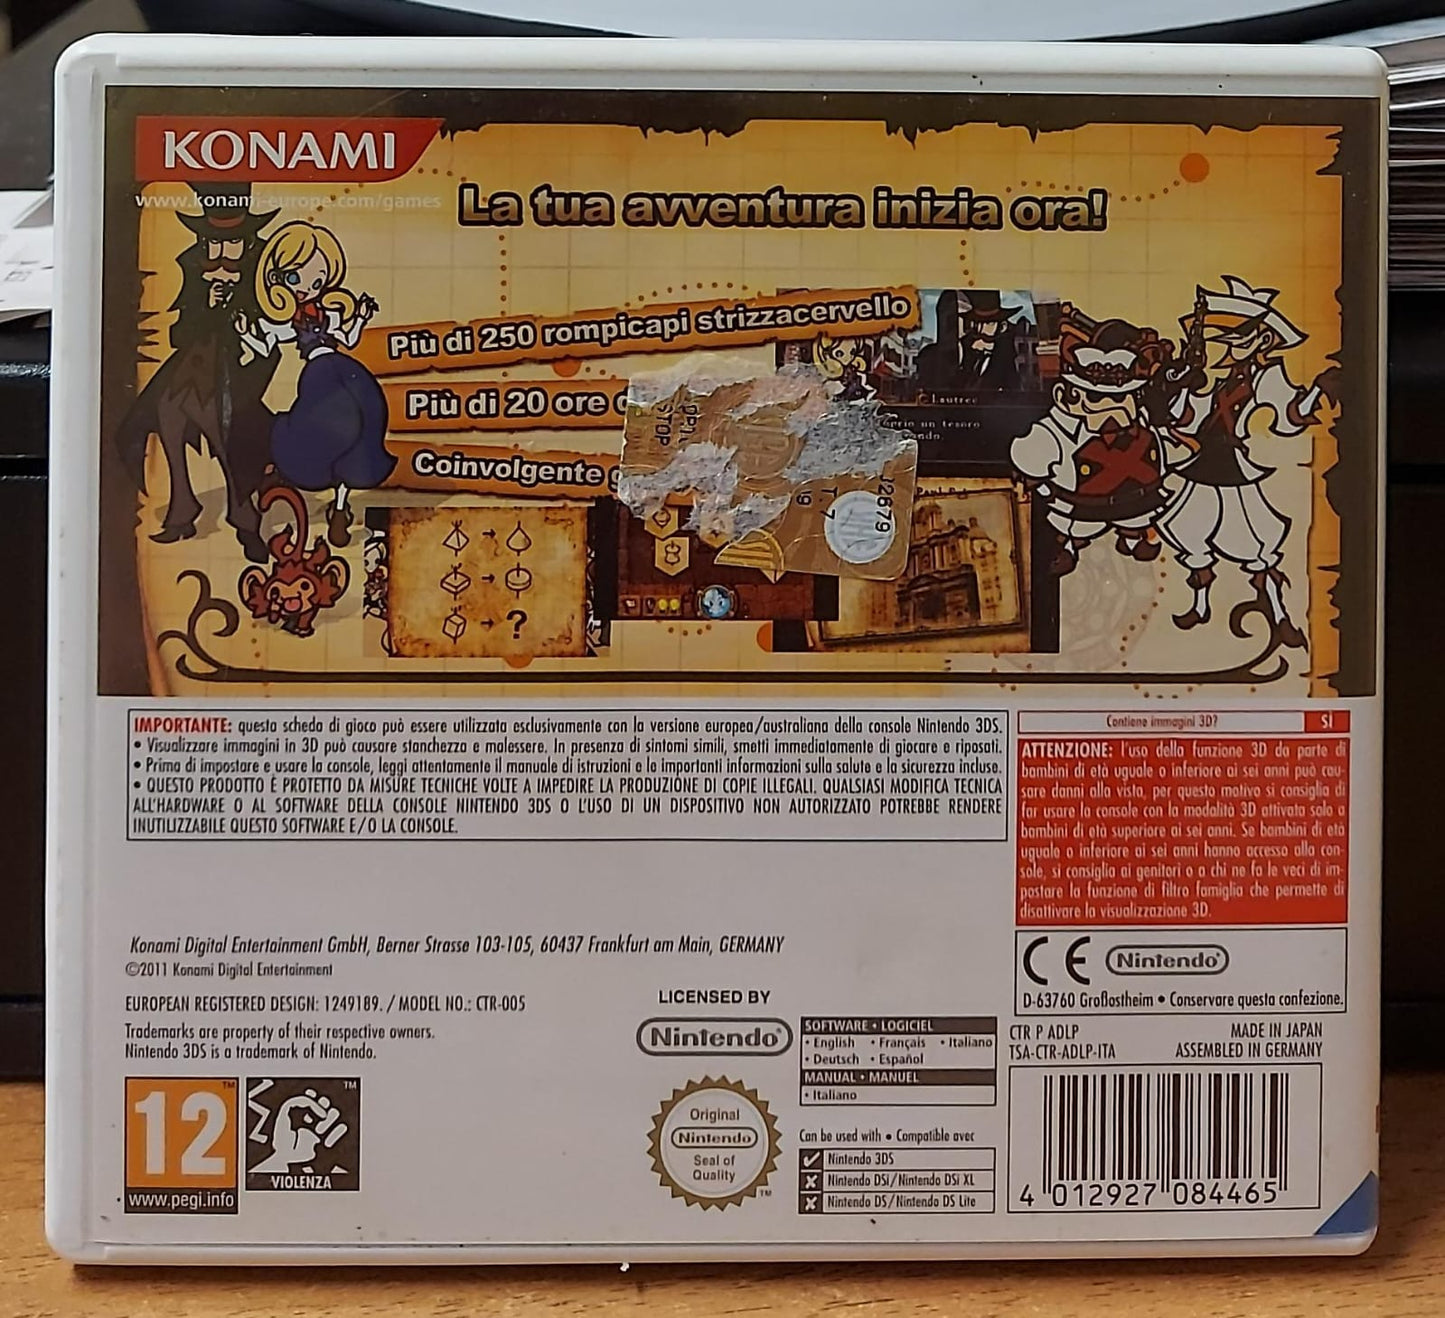 KONAMI
www.konami-europe.com/games
La tua avventura inizia ora!
Più di 250 rompicapi strizzacervello
Più di 20 ore
Coinvolgente
?
IMPORTANTE: questa scheda di gioco può essere utilizzata esclusivamente con la versione europea/australiana della console Nintendo 3DS.
• Visualizzare immagini in 3D può causare stanchezza e malessere. In presenza di sintomi simili, smetti immediatamente di giocare e riposati.
• Prima di impostare e usare la console, leggi attentamente il manuale di istruzioni e le importanti informazioni sulla salute e la sicurezza incluse.
• QUESTO PRODOTTO È PROTETTO DA MISURE TECNICHE VOLTE A IMPEDIRE LA PRODUZIONE DI COPIE ILLEGALI. QUALSIASI MODIFICA TECNICA
ALL'HARDWARE O AL SOFTWARE DELLA CONSOLE NINTENDO 3DS O L'USO DI UN DISPOSITIVO NON AUTORIZZATO POTREBBE RENDERE
INUTILIZZABILE QUESTO SOFTWARE E/O LA CONSOLE.
Contiene immagini 3D? SÌ
ATTENZIONE: l'uso della funzione 3D da parte di
bambini di età uguale o inferiore ai sei anni può cau-
sare danni alla vista, per questo motivo si consiglia di
far usare la console con la modalità 3D attivata solo a
bambini di età superiore ai sei anni. Se bambini di età
uguale o inferiore ai sei anni hanno accesso alla con-
sole, si consiglia ai genitori o a chi ne fa le veci di im-
postare la funzione di filtro famiglia che permette di
disattivare la visualizzazione 3D.
Konami Digital Entertainment GmbH, Berner Strasse 103-105, 60437 Frankfurt am Main, GERMANY
©2011 Konami Digital Entertainment
EUROPEAN REGISTERED DESIGN: 1249189. / MODEL NO.: CTR-005
Trademarks are property of their respective owners.
Nintendo 3DS is a trademark of Nintendo.
12 ™
www.pegi.info
VIOLENZA ™
LICENSED BY
Nintendo®
Original
Nintendo
Seal of
Quality
™
SOFTWARE • LOGICIEL
• English • Français • Italiano
• Deutsch • Español
MANUAL • MANUEL
• Italiano
Can be used with • Compatible avec
Nintendo 3DS
Nintendo DSi/Nintendo DSi XL
Nintendo DS/Nintendo DS Lite
CE Nintendo®
D-63760 Großostheim • Conservare questa confezione.
CTR P ADLP MADE IN JAPAN
TSA-CTR-ADLP-ITA ASSEMBLED IN GERMANY
4 012927 084465